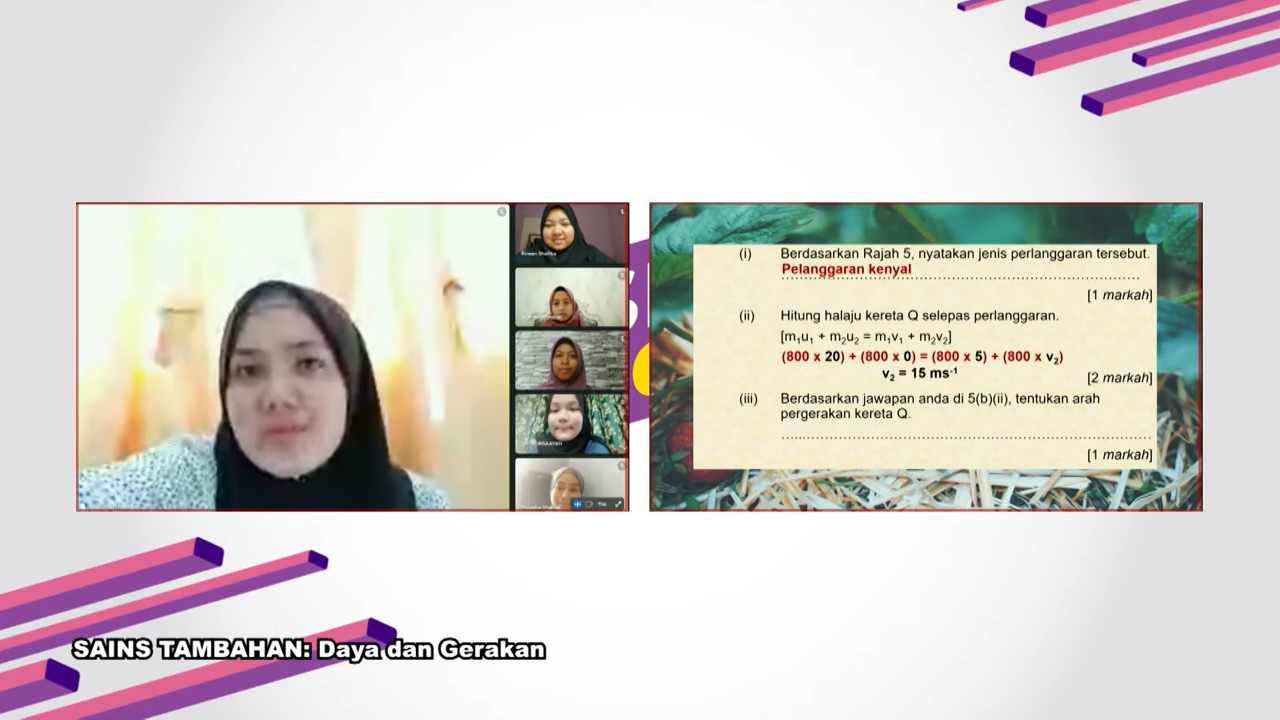 (i) Berdasarkan Rajah 5, nyatakan jenis perlanggaran tersebut.
Pelanggaran kenyal
[1 markah]
(ii) Hitung halaju kereta Q selepas perlanggaran.
[m₁u₁ + m₂u₂ = m₁v₁ + m₂v₂]
(800 x 20) + (800 x 0) = (800 x 5) + (800 x v₂)
v₂ = 15 ms⁻¹
[2 markah]
(iii) Berdasarkan jawapan anda di 5(b)(ii), tentukan arah
pergerakan kereta Q.
[1 markah]
You
SAINS TAMBAHAN: Daya dan Gerakan